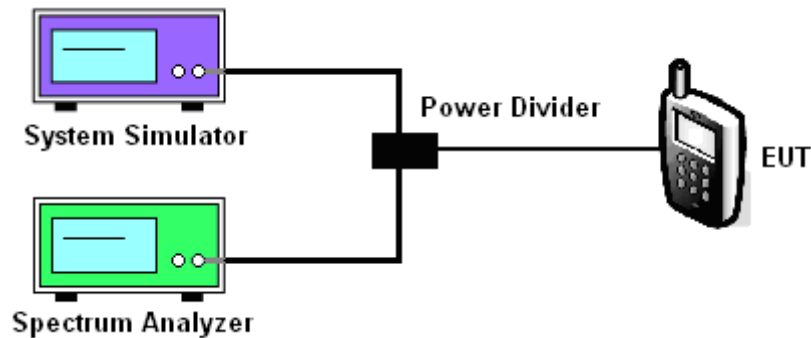 System Simulator
Power Divider
EUT
Spectrum Analyzer